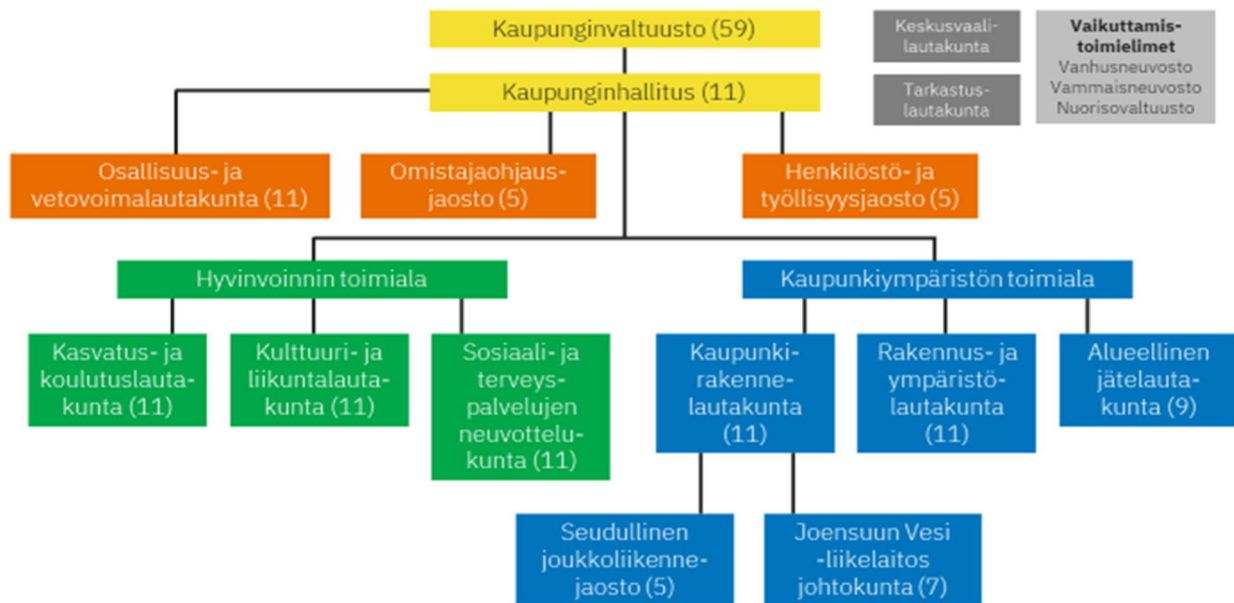 Kaupunginvaltuusto (59)
Keskusvaali-
lautakunta
Vaikuttamis-
toimielimet
Vanhusneuvosto
Vammaisneuvosto
Nuorisovaltuusto
Kaupunginhallitus (11)
Tarkastus-
lautakunta
Osallisuus- ja
vetovoimalautakunta (11)
Omistajaohjaus-
jaosto (5)
Henkilöstö- ja
työllisyysjaosto (5)
Hyvinvoinnin toimiala
Kaupunkiympäristön toimiala
Kasvatus- ja
koulutuslauta-
kunta (11)
Kulttuuri- ja
liikuntalauta-
kunta (11)
Sosiaali- ja
terveys-
palvelujen
neuvottelu-
kunta (11)
Kaupunki-
rakenne-
lautakunta
(11)
Rakennus- ja
ympäristö-
lautakunta
(11)
Alueellinen
jätelauta-
kunta (9)
Seudullinen
joukkoliikenne-
jaosto (5)
Joensuun Vesi
-liikelaitos
johtokunta (7)